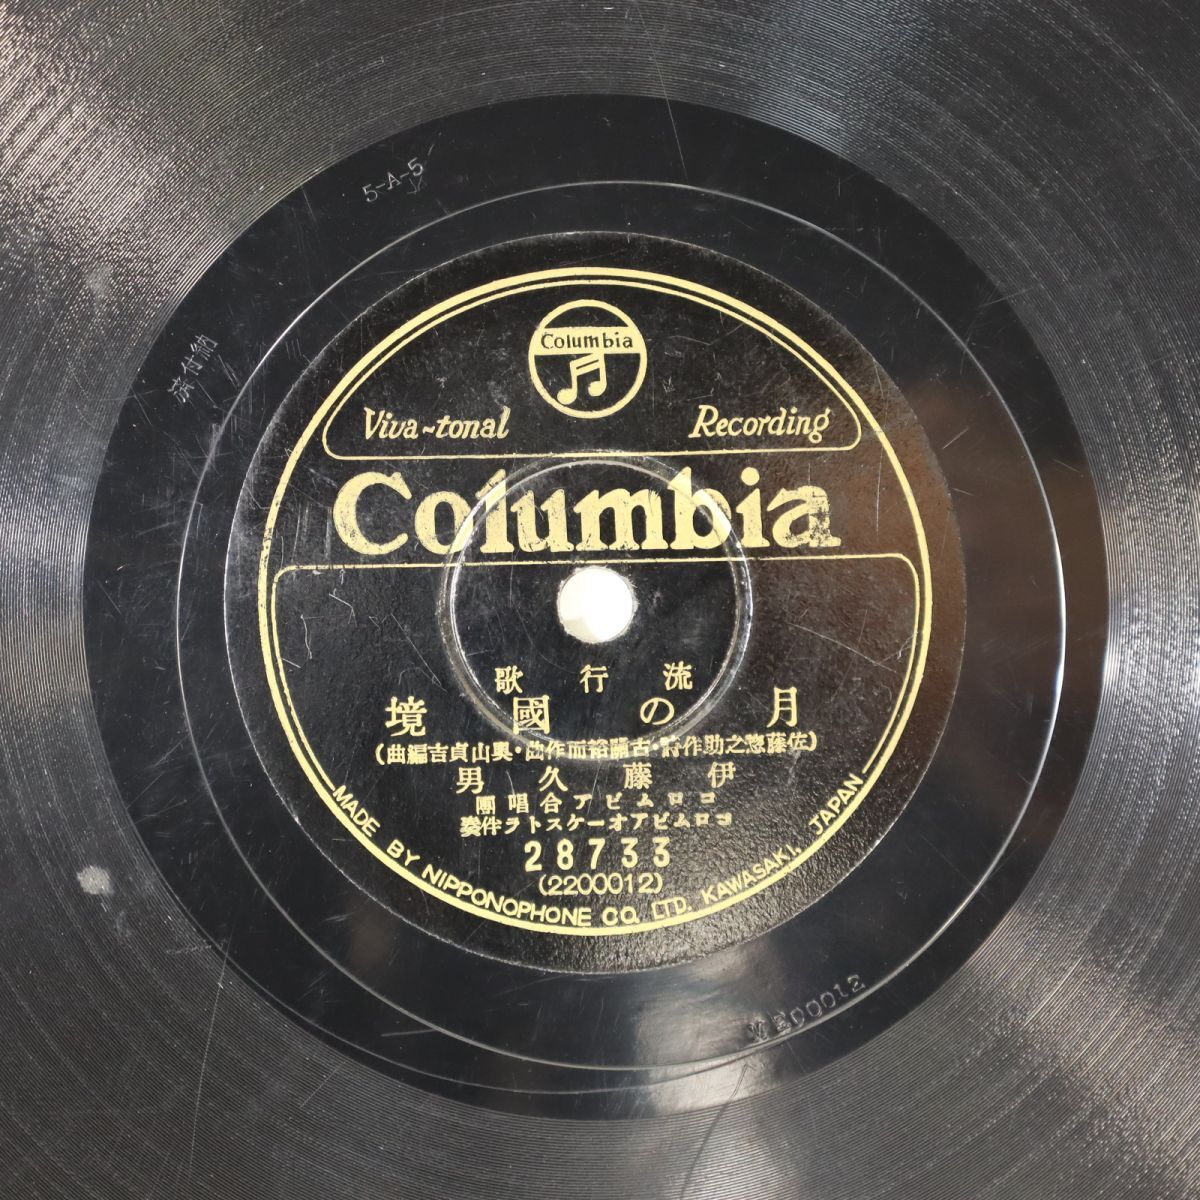 5-A-5
納付済
Columbia
Viva-tonal Recording
Columbia
流行歌
月の國境
(佐藤惣之助作詩・古關裕而作曲・奥山貞吉編曲)
伊藤久男
コロムビア合唱團
コロムビアオーケストラ伴奏
28733
(2200012)
MADE BY NIPPONOPHONE CO. LTD. KAWASAKI, JAPAN